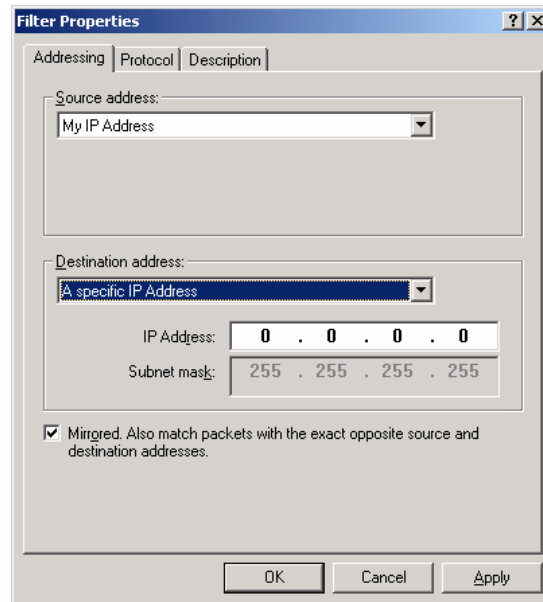 Filter Properties
Addressing Protocol Description
Source address:
My IP Address
Destination address:
A specific IP Address
IP Address: 0 . 0 . 0 . 0
Subnet mask: 255 . 255 . 255 . 255
Mirrored. Also match packets with the exact opposite source and
destination addresses.
OK Cancel Apply